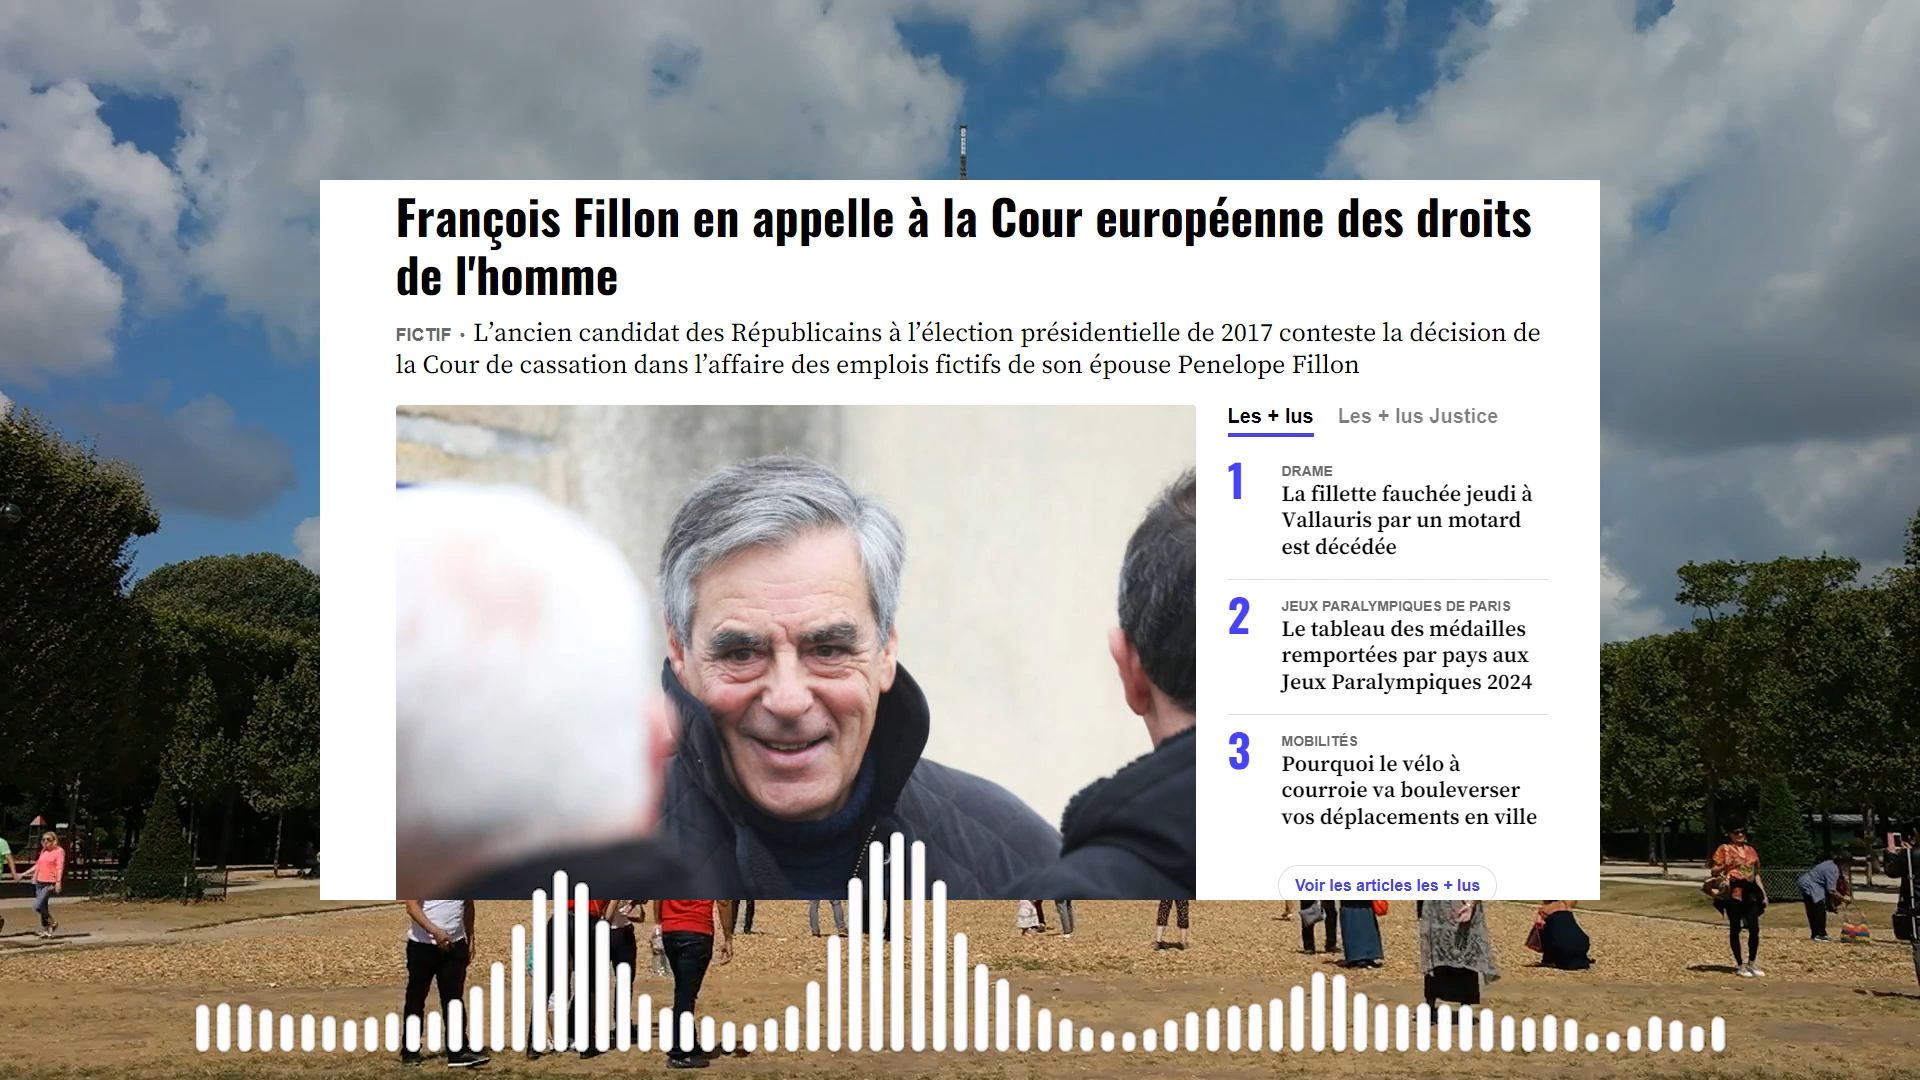 François Fillon en appelle à la Cour européenne des droits
de l'homme
FICTIF • L’ancien candidat des Républicains à l’élection présidentielle de 2017 conteste la décision de
la Cour de cassation dans l’affaire des emplois fictifs de son épouse Penelope Fillon
Les + lus Les + lus Justice
1
DRAME
La fillette fauchée jeudi à
Vallauris par un motard
est décédée
2
JEUX PARALYMPIQUES DE PARIS
Le tableau des médailles
remportées par pays aux
Jeux Paralympiques 2024
3
MOBILITÉS
Pourquoi le vélo à
courroie va bouleverser
vos déplacements en ville
Voir les articles les + lus